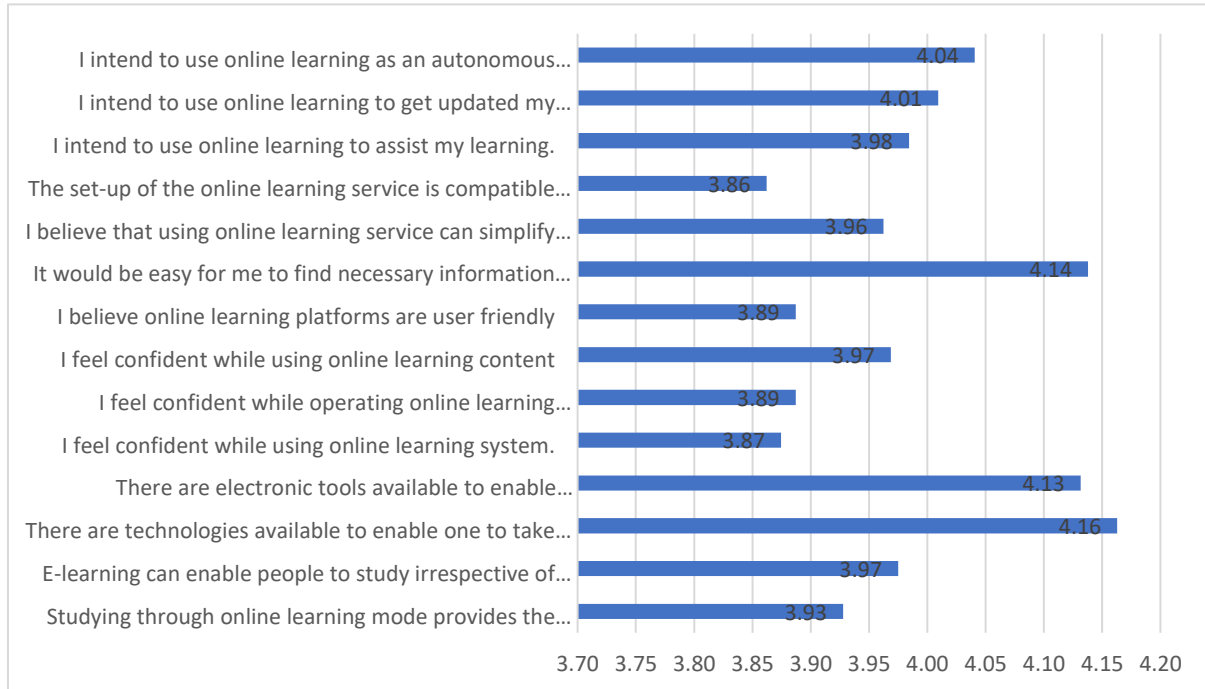 I intend to use online learning as an autonomous... 4.04
I intend to use online learning to get updated my... 4.01
I intend to use online learning to assist my learning. 3.98
The set-up of the online learning service is compatible... 3.86
I believe that using online learning service can simplify... 3.96
It would be easy for me to find necessary information... 4.14
I believe online learning platforms are user friendly 3.89
I feel confident while using online learning content 3.97
I feel confident while operating online learning... 3.89
I feel confident while using online learning system. 3.87
There are electronic tools available to enable... 4.13
There are technologies available to enable one to take... 4.16
E-learning can enable people to study irrespective of... 3.97
Studying through online learning mode provides the... 3.93
3.70 3.75 3.80 3.85 3.90 3.95 4.00 4.05 4.10 4.15 4.20